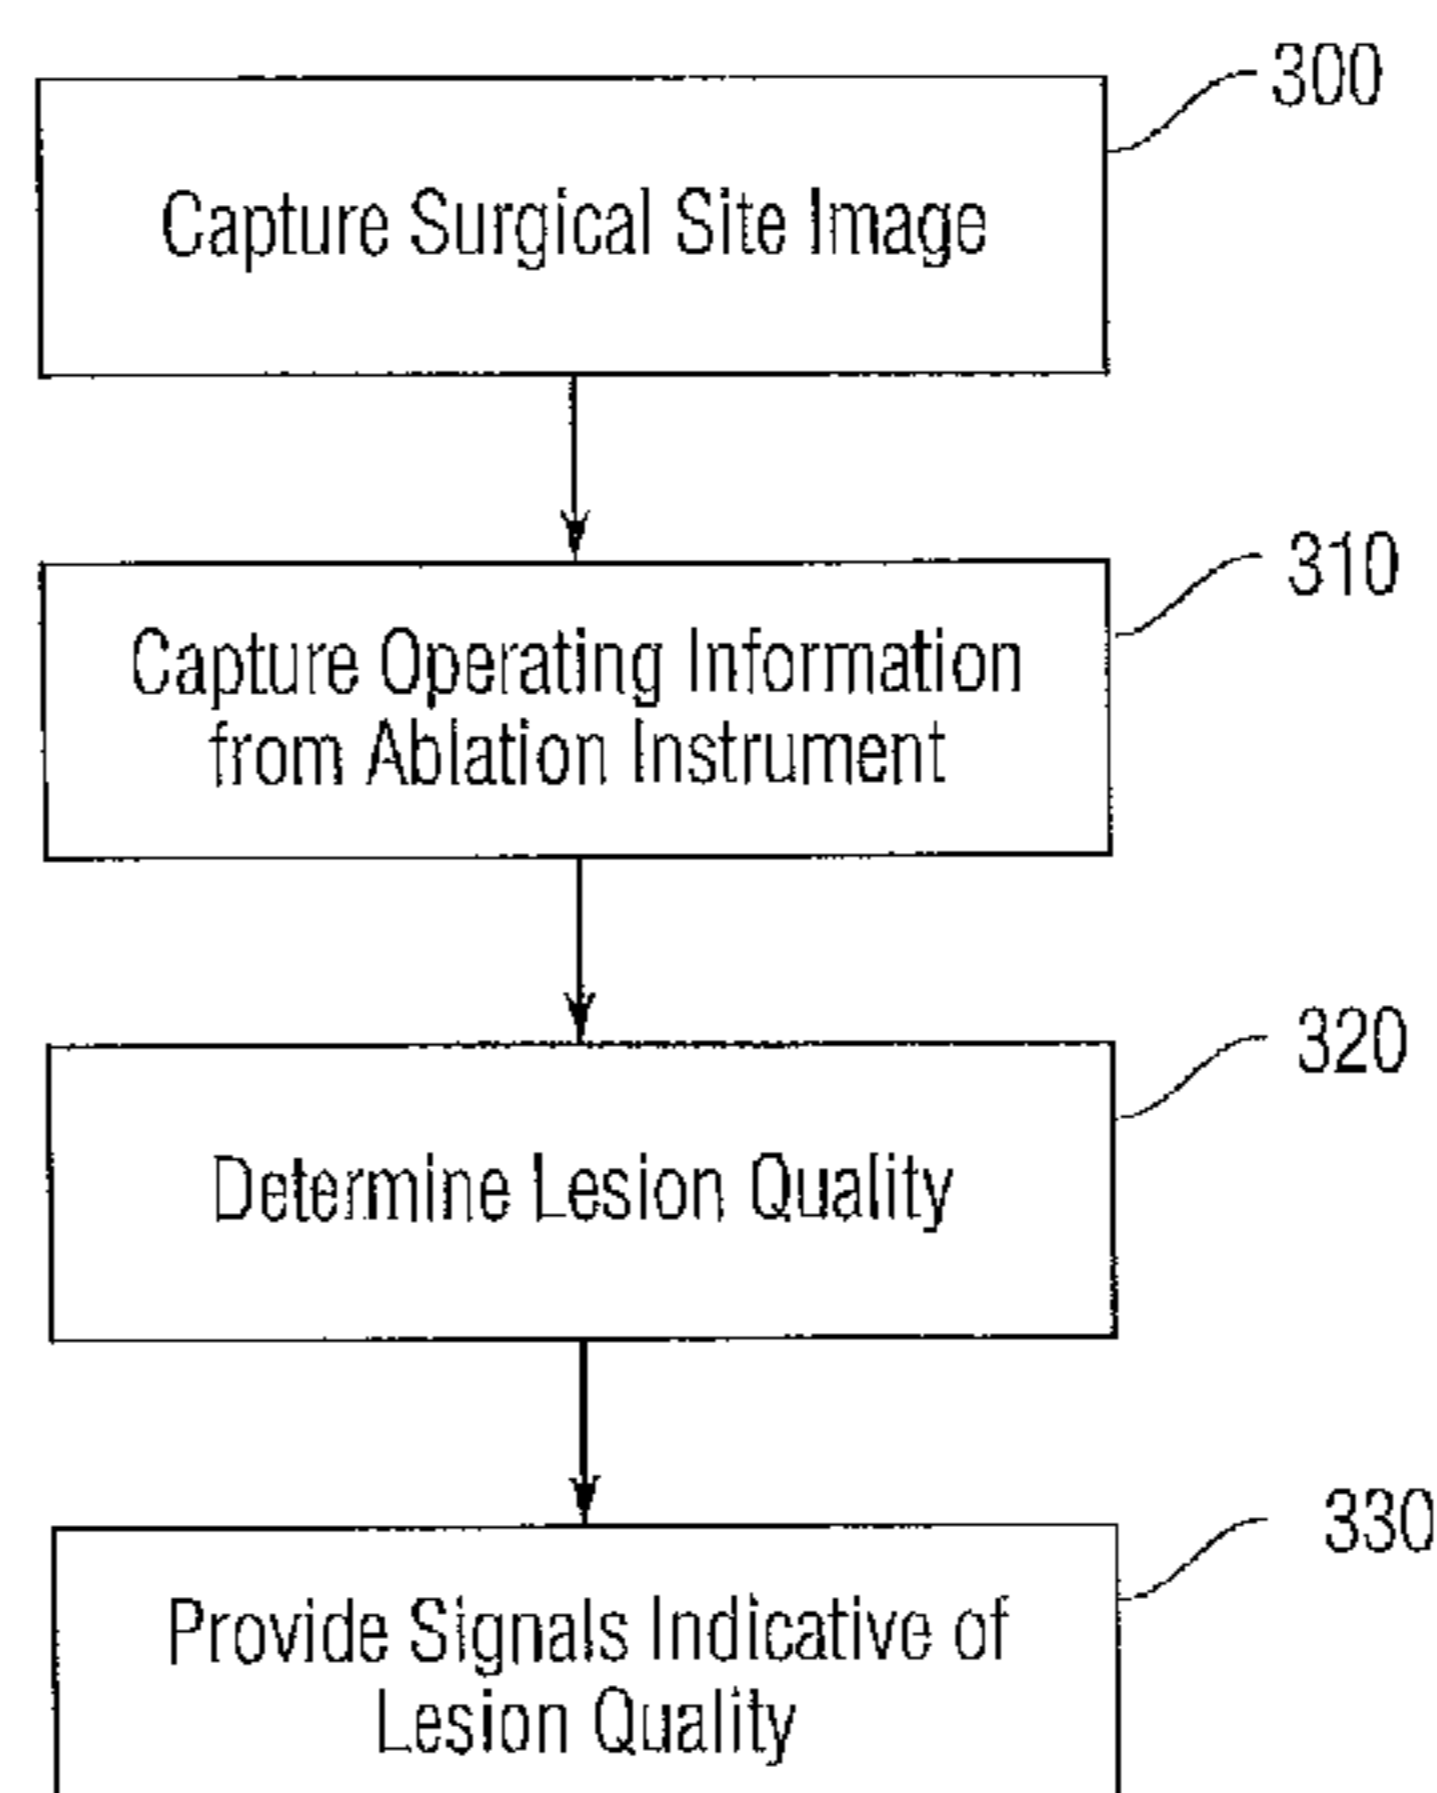 300
Capture Surgical Site Image
310
Capture Operating Information
from Ablation Instrument
320
Determine Lesion Quality
330
Provide Signals Indicative of
Lesion Quality